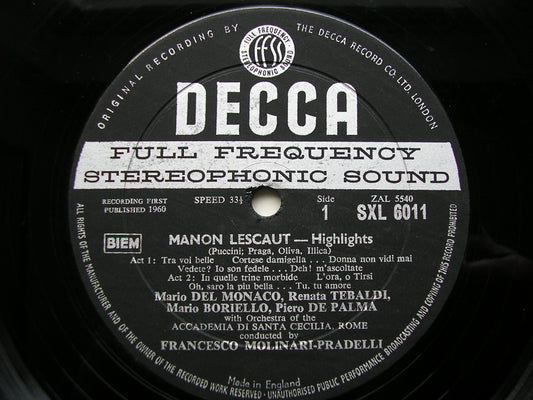 ORIGINAL RECORDING BY
THE DECCA RECORD CO. LTD. LONDON
FULL FREQUENCY
FFSS
STEREOPHONIC SOUND
DECCA
FULL FREQUENCY
STEREOPHONIC SOUND
RECORDING FIRST
PUBLISHED 1960
SPEED 33⅓
Side
1
ZAL 5540
SXL 6011
BIEM
MANON LESCAUT — Highlights
(Puccini; Praga, Oliva, Illica)
Act 1: Tra voi belle Cortese damigella . . . Donna non vidi mai
Vedete? Io son fedele . . . Deh! m'ascoltate
Act 2: In quelle trine morbide L'ora, o Tirsi
Oh, saro la piu bella . . . Tu, tu amore
Mario DEL MONACO, Renata TEBALDI,
Mario BORIELLO, Piero DE PALMA
with Orchestra of the
ACCADEMIA DI SANTA CECILIA, ROME
conducted by
FRANCESCO MOLINARI-PRADELLI
Made in England
ALL RIGHTS OF THE MANUFACTURER AND OF THE OWNER OF THE RECORDED WORK RESERVED · UNAUTHORISED PUBLIC PERFORMANCE, BROADCASTING AND COPYING OF THIS RECORD PROHIBITED